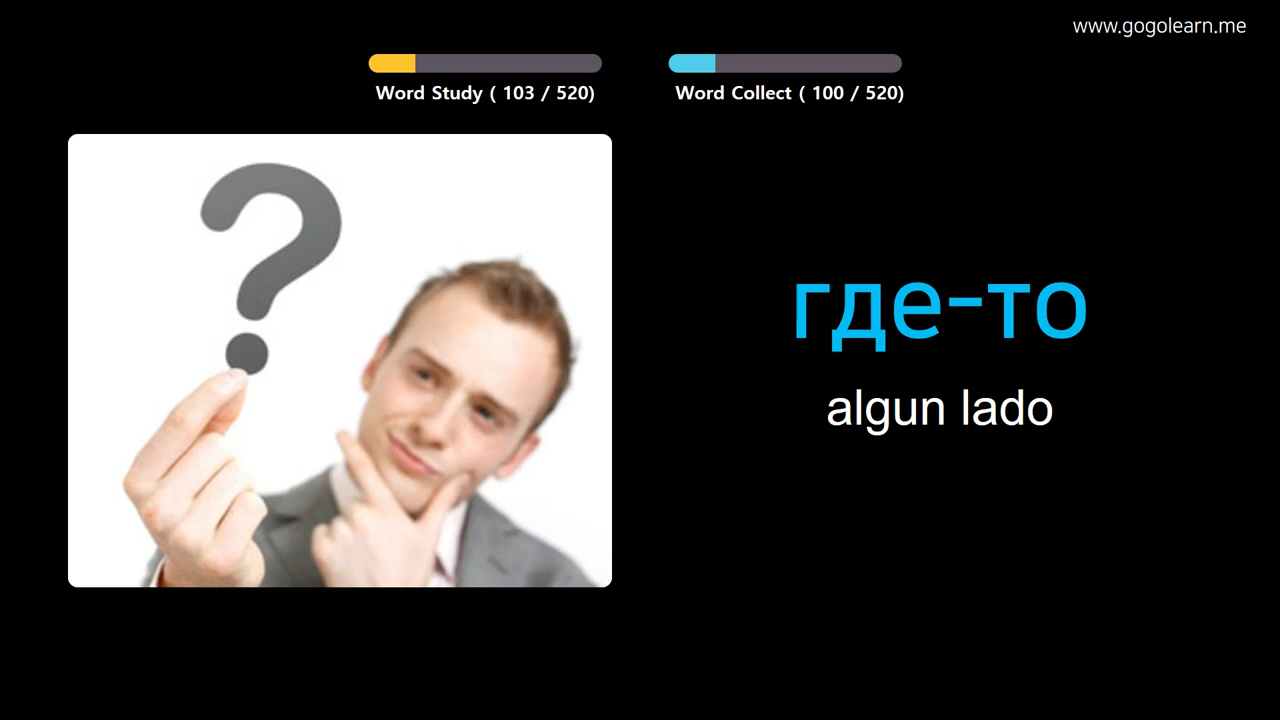 www.gogolearn.me
Word Study ( 103 / 520)
Word Collect ( 100 / 520)
?
где-то
algun lado